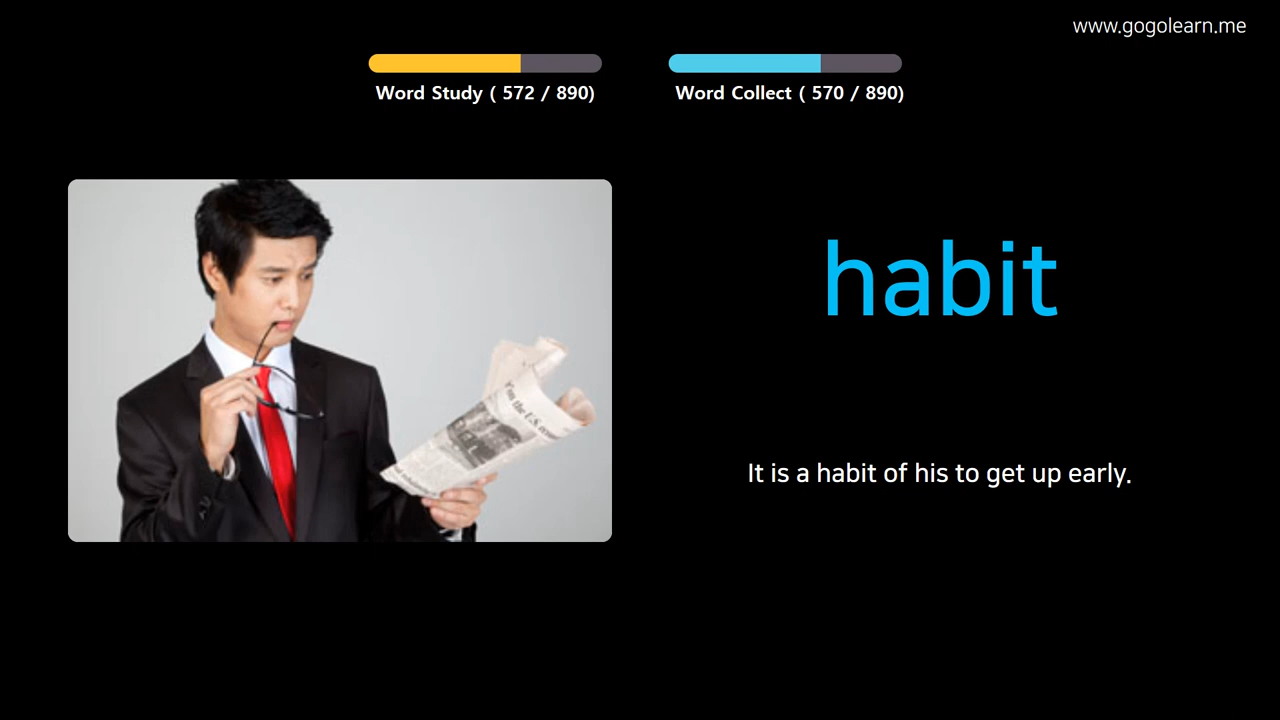 www.gogolearn.me
Word Study ( 572 / 890)
Word Collect ( 570 / 890)
habit
It is a habit of his to get up early.